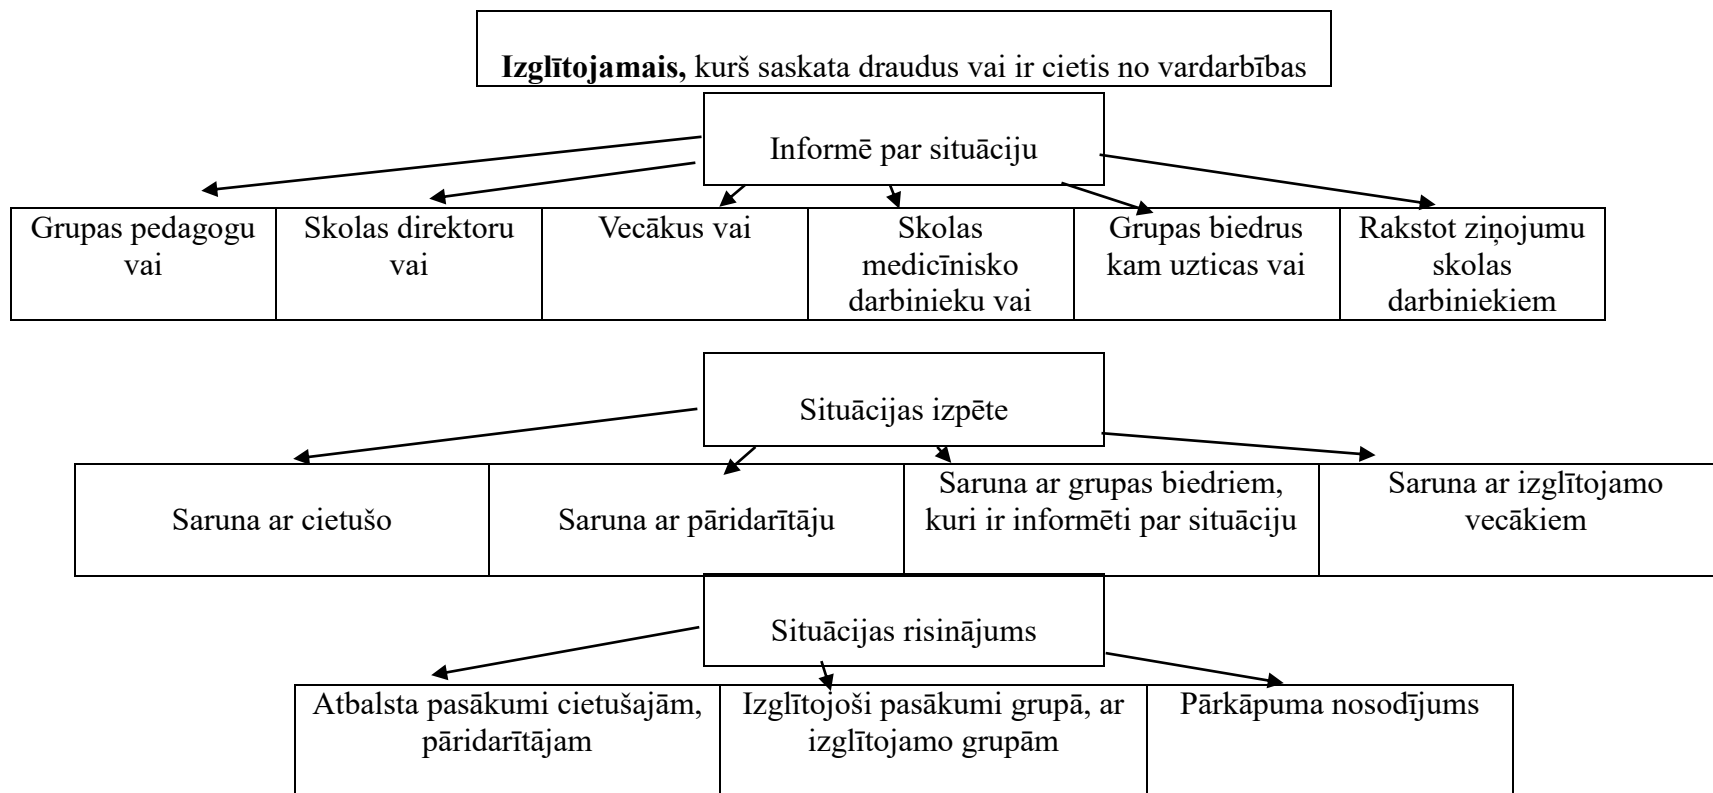 Izglītojamais, kurš saskata draudus vai ir cietis no vardarbības
Informē par situāciju
Grupas pedagogu
vai
Skolas direktoru
vai
Vecākus vai
Skolas
medicīnisko
darbinieku vai
Grupas biedrus
kam uzticas vai
Rakstot ziņojumu
skolas
darbiniekiem
Situācijas izpēte
Saruna ar cietušo
Saruna ar pāridarītāju
Saruna ar grupas biedriem,
kuri ir informēti par situāciju
Saruna ar izglītojamo
vecākiem
Situācijas risinājums
Atbalsta pasākumi cietušajām,
pāridarītājam
Izglītojoši pasākumi grupā, ar
izglītojamo grupām
Pārkāpuma nosodījums